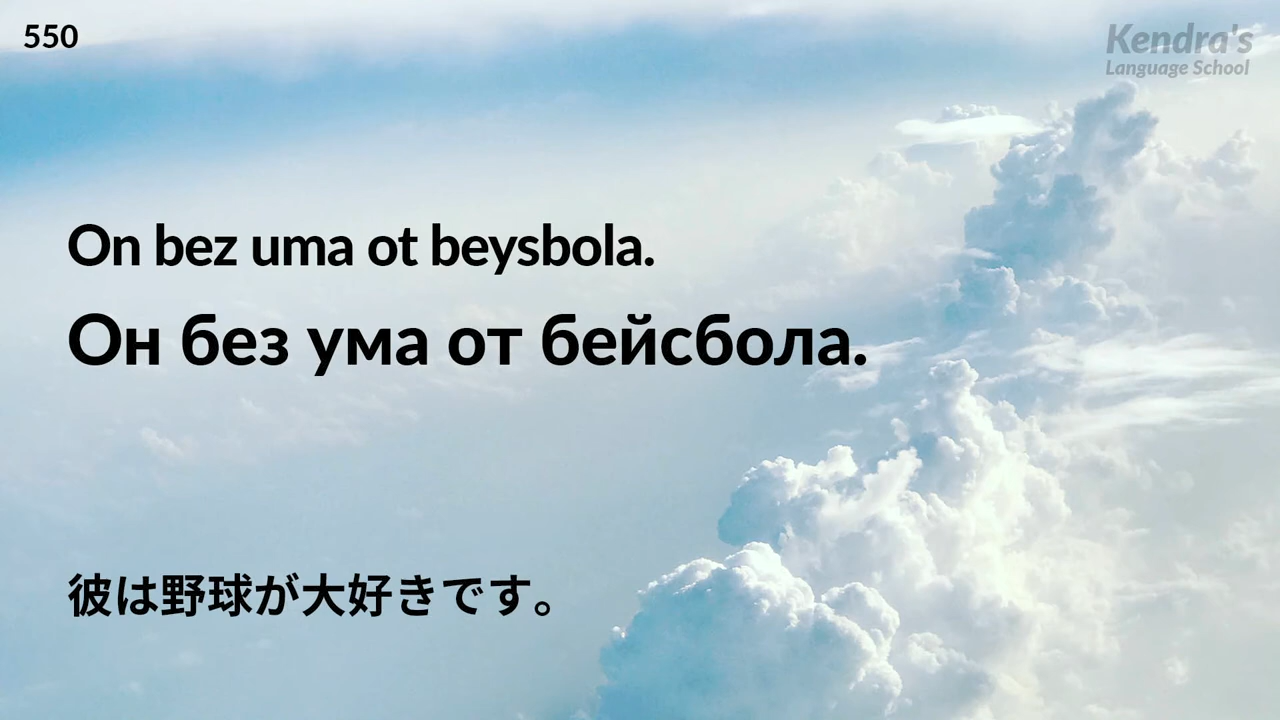 550
Kendra's
Language School
On bez uma ot beysbola.
Он без ума от бейсбола.
彼は野球が大好きです。